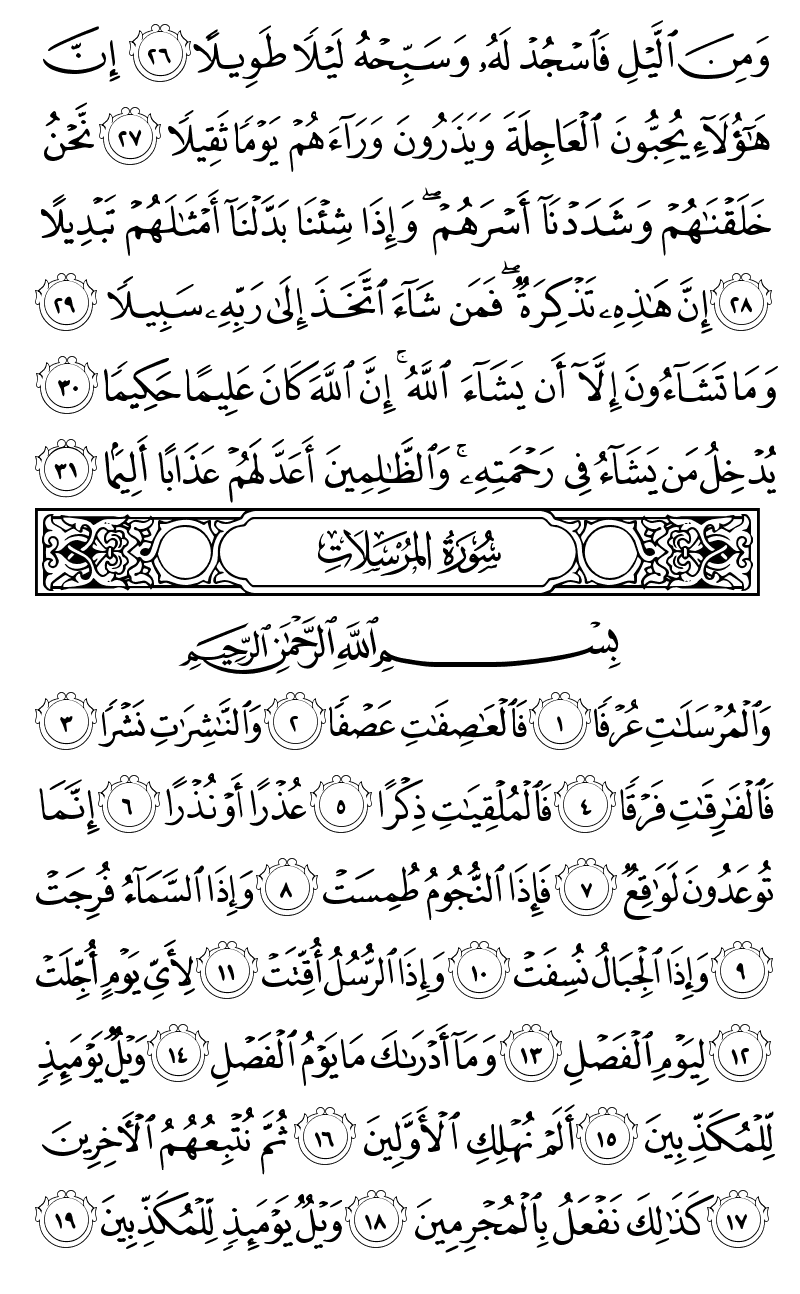 وَمِنَ ٱلَّيْلِ فَٱسْجُدْ لَهُۥ وَسَبِّحْهُ لَيْلًا طَوِيلًا ٢٦ إِنَّ
هَٰٓؤُلَآءِ يُحِبُّونَ ٱلْعَاجِلَةَ وَيَذَرُونَ وَرَآءَهُمْ يَوْمًا ثَقِيلًا ٢٧ نَّحْنُ
خَلَقْنَٰهُمْ وَشَدَدْنَآ أَسْرَهُمْ ۖ وَإِذَا شِئْنَا بَدَّلْنَآ أَمْثَٰلَهُمْ تَبْدِيلًا
٢٨ إِنَّ هَٰذِهِۦ تَذْكِرَةٌ ۖ فَمَن شَآءَ ٱتَّخَذَ إِلَىٰ رَبِّهِۦ سَبِيلًا ٢٩
وَمَا تَشَآءُونَ إِلَّآ أَن يَشَآءَ ٱللَّهُ ۚ إِنَّ ٱللَّهَ كَانَ عَلِيمًا حَكِيمًا ٣٠
يُدْخِلُ مَن يَشَآءُ فِى رَحْمَتِهِۦ ۚ وَٱلظَّٰلِمِينَ أَعَدَّ لَهُمْ عَذَابًا أَلِيمًۢا ٣١
سُورَةُ المُرْسَلَاتِ
بِسْمِ ٱللَّهِ ٱلرَّحْمَٰنِ ٱلرَّحِيمِ
وَٱلْمُرْسَلَٰتِ عُرْفًا ١ فَٱلْعَٰصِفَٰتِ عَصْفًا ٢ وَٱلنَّٰشِرَٰتِ نَشْرًا ٣
فَٱلْفَٰرِقَٰتِ فَرْقًا ٤ فَٱلْمُلْقِيَٰتِ ذِكْرًا ٥ عُذْرًا أَوْ نُذْرًا ٦ إِنَّمَا
تُوعَدُونَ لَوَٰقِعٌ ٧ فَإِذَا ٱلنُّجُومُ طُمِسَتْ ٨ وَإِذَا ٱلسَّمَآءُ فُرِجَتْ
٩ وَإِذَا ٱلْجِبَالُ نُسِفَتْ ١٠ وَإِذَا ٱلرُّسُلُ أُقِّتَتْ ١١ لِأَىِّ يَوْمٍ أُجِّلَتْ
١٢ لِيَوْمِ ٱلْفَصْلِ ١٣ وَمَآ أَدْرَىٰكَ مَا يَوْمُ ٱلْفَصْلِ ١٤ وَيْلٌ يَوْمَئِذٍ
لِّلْمُكَذِّبِينَ ١٥ أَلَمْ نُهْلِكِ ٱلْأَوَّلِينَ ١٦ ثُمَّ نُتْبِعُهُمُ ٱلْءَاخِرِينَ
١٧ كَذَٰلِكَ نَفْعَلُ بِٱلْمُجْرِمِينَ ١٨ وَيْلٌ يَوْمَئِذٍ لِّلْمُكَذِّبِينَ ١٩